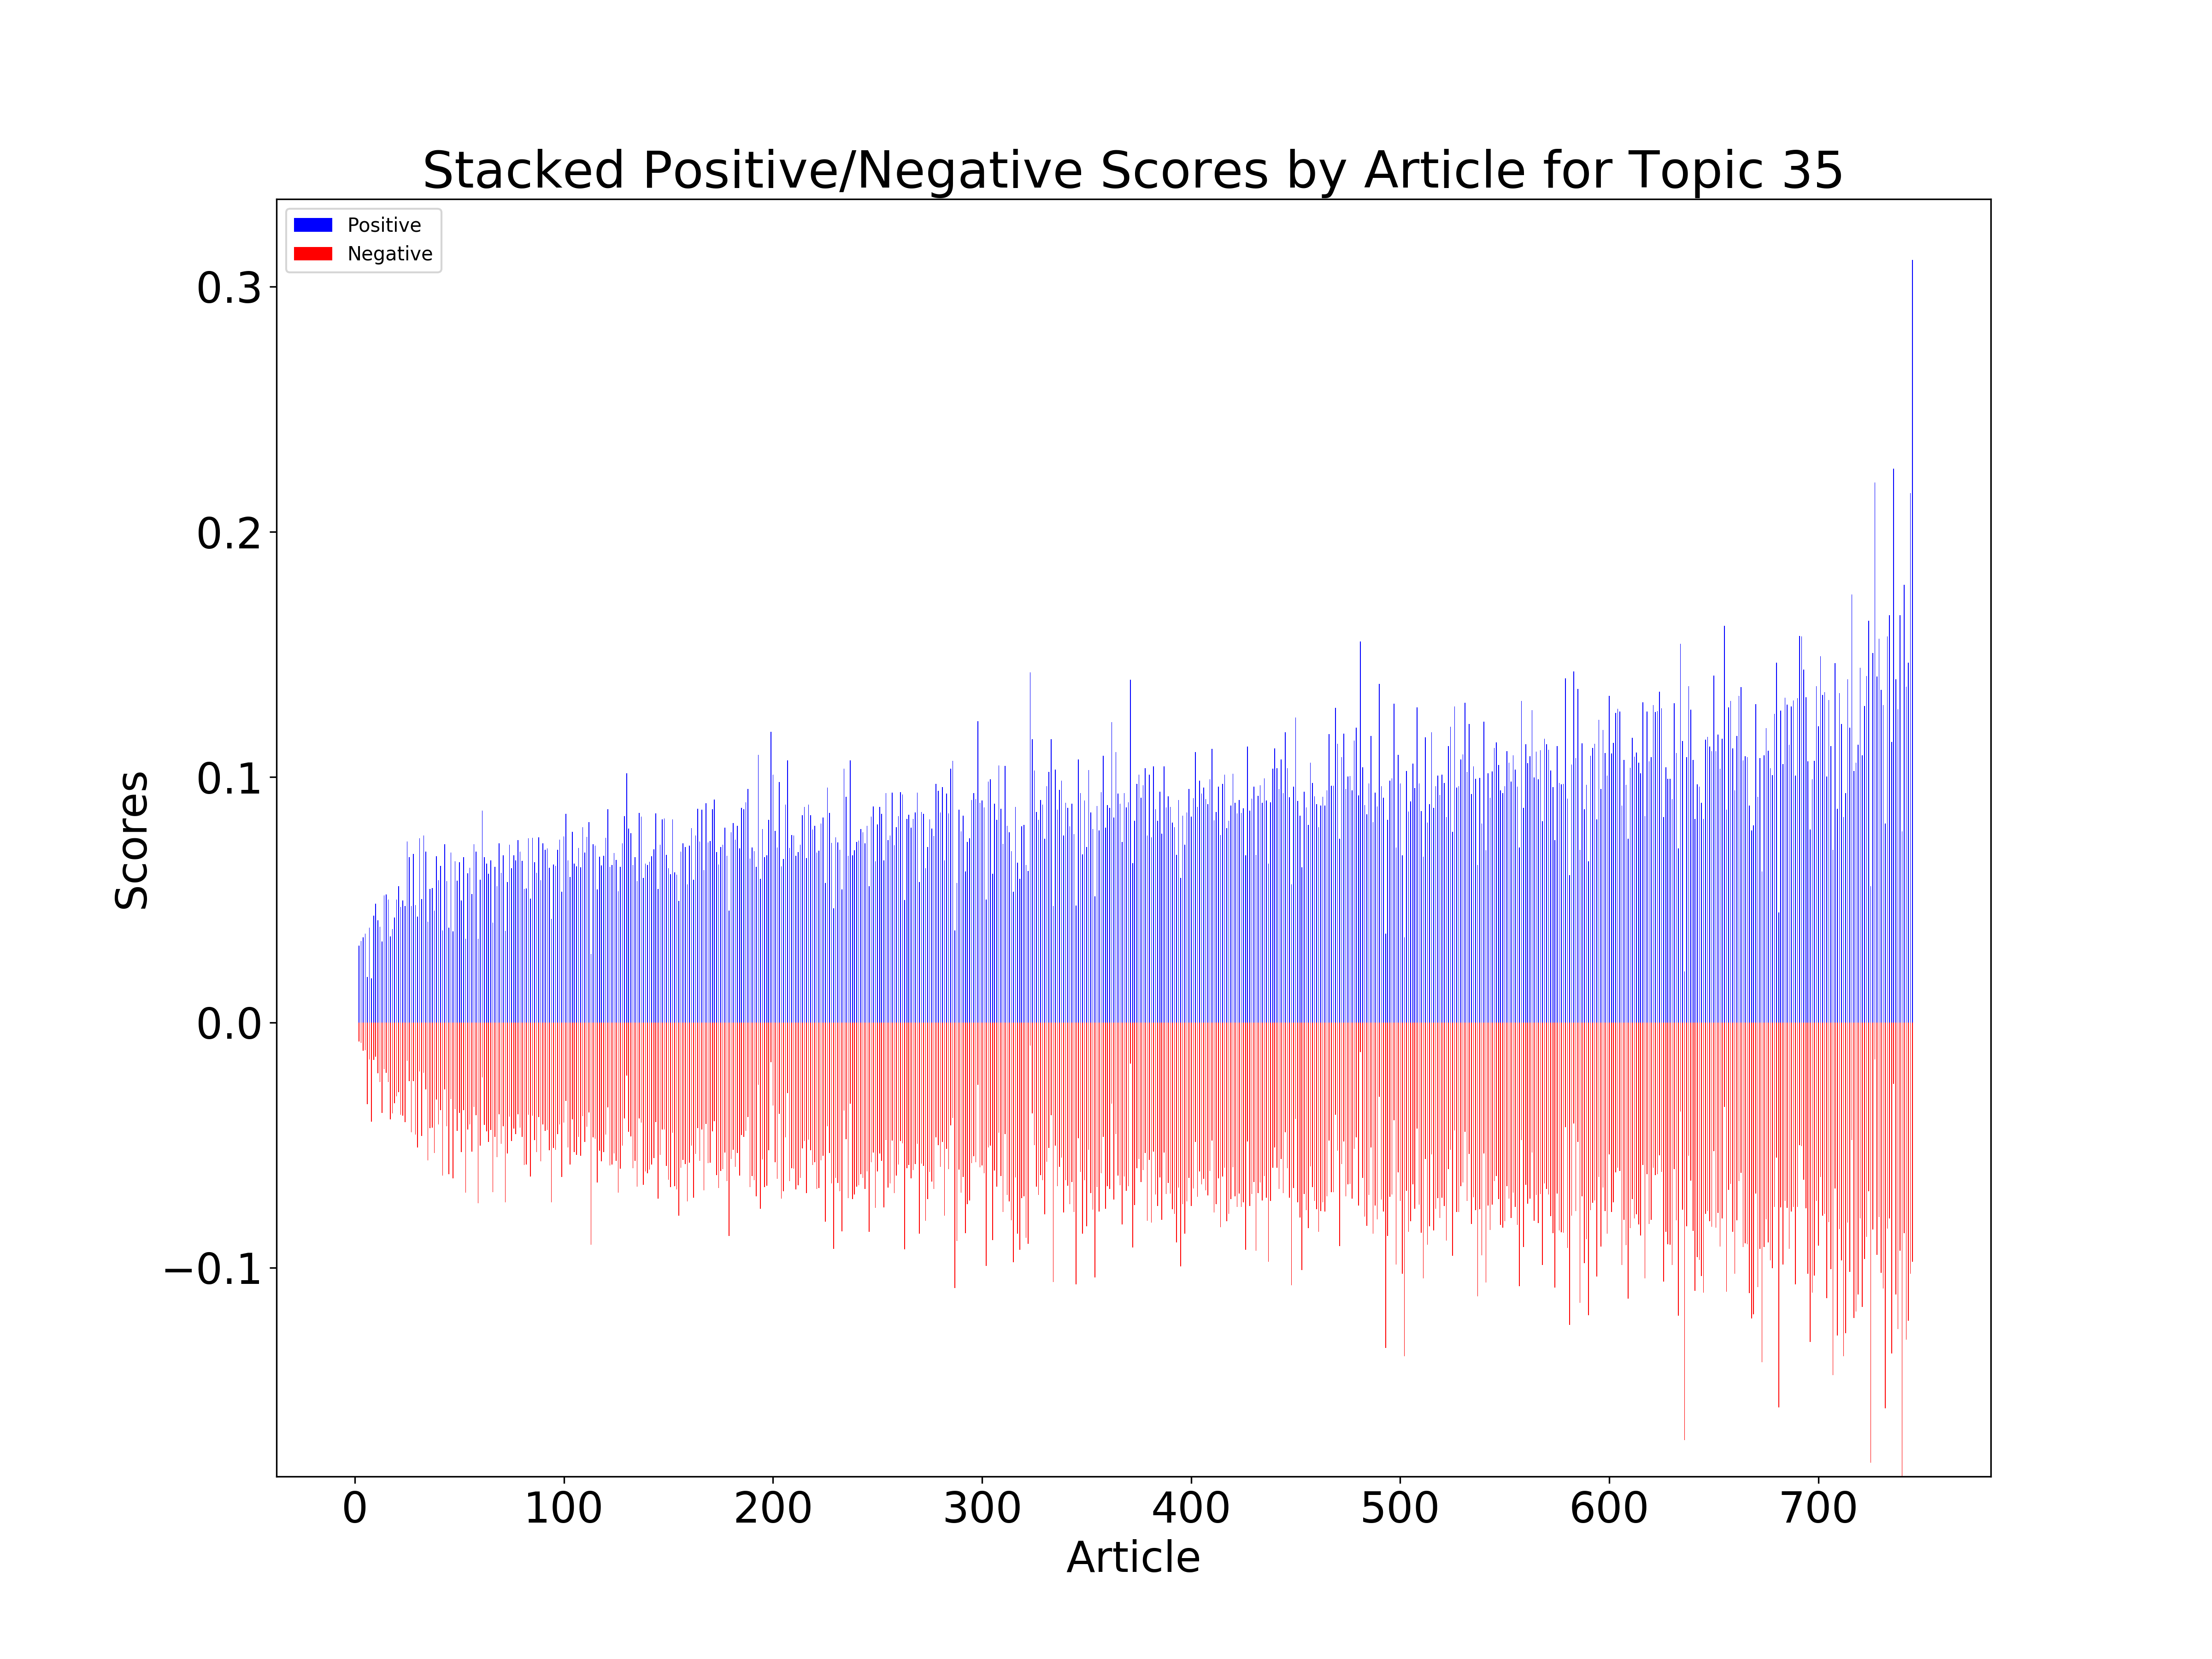 Stacked Positive/Negative Scores by Article for Topic 35
Positive
Negative
0.3
0.2
0.1
0.0
−0.1
Scores
0 100 200 300 400 500 600 700
Article